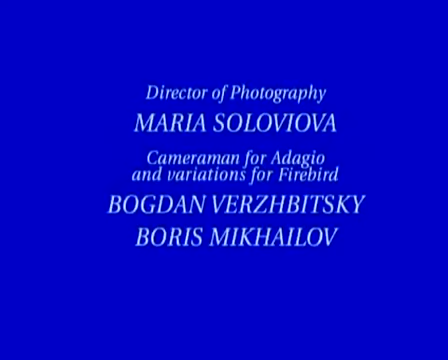 Director of Photography
MARIA SOLOVIOVA
Cameraman for Adagio
and variations for Firebird
BOGDAN VERZHBITSKY
BORIS MIKHAILOV